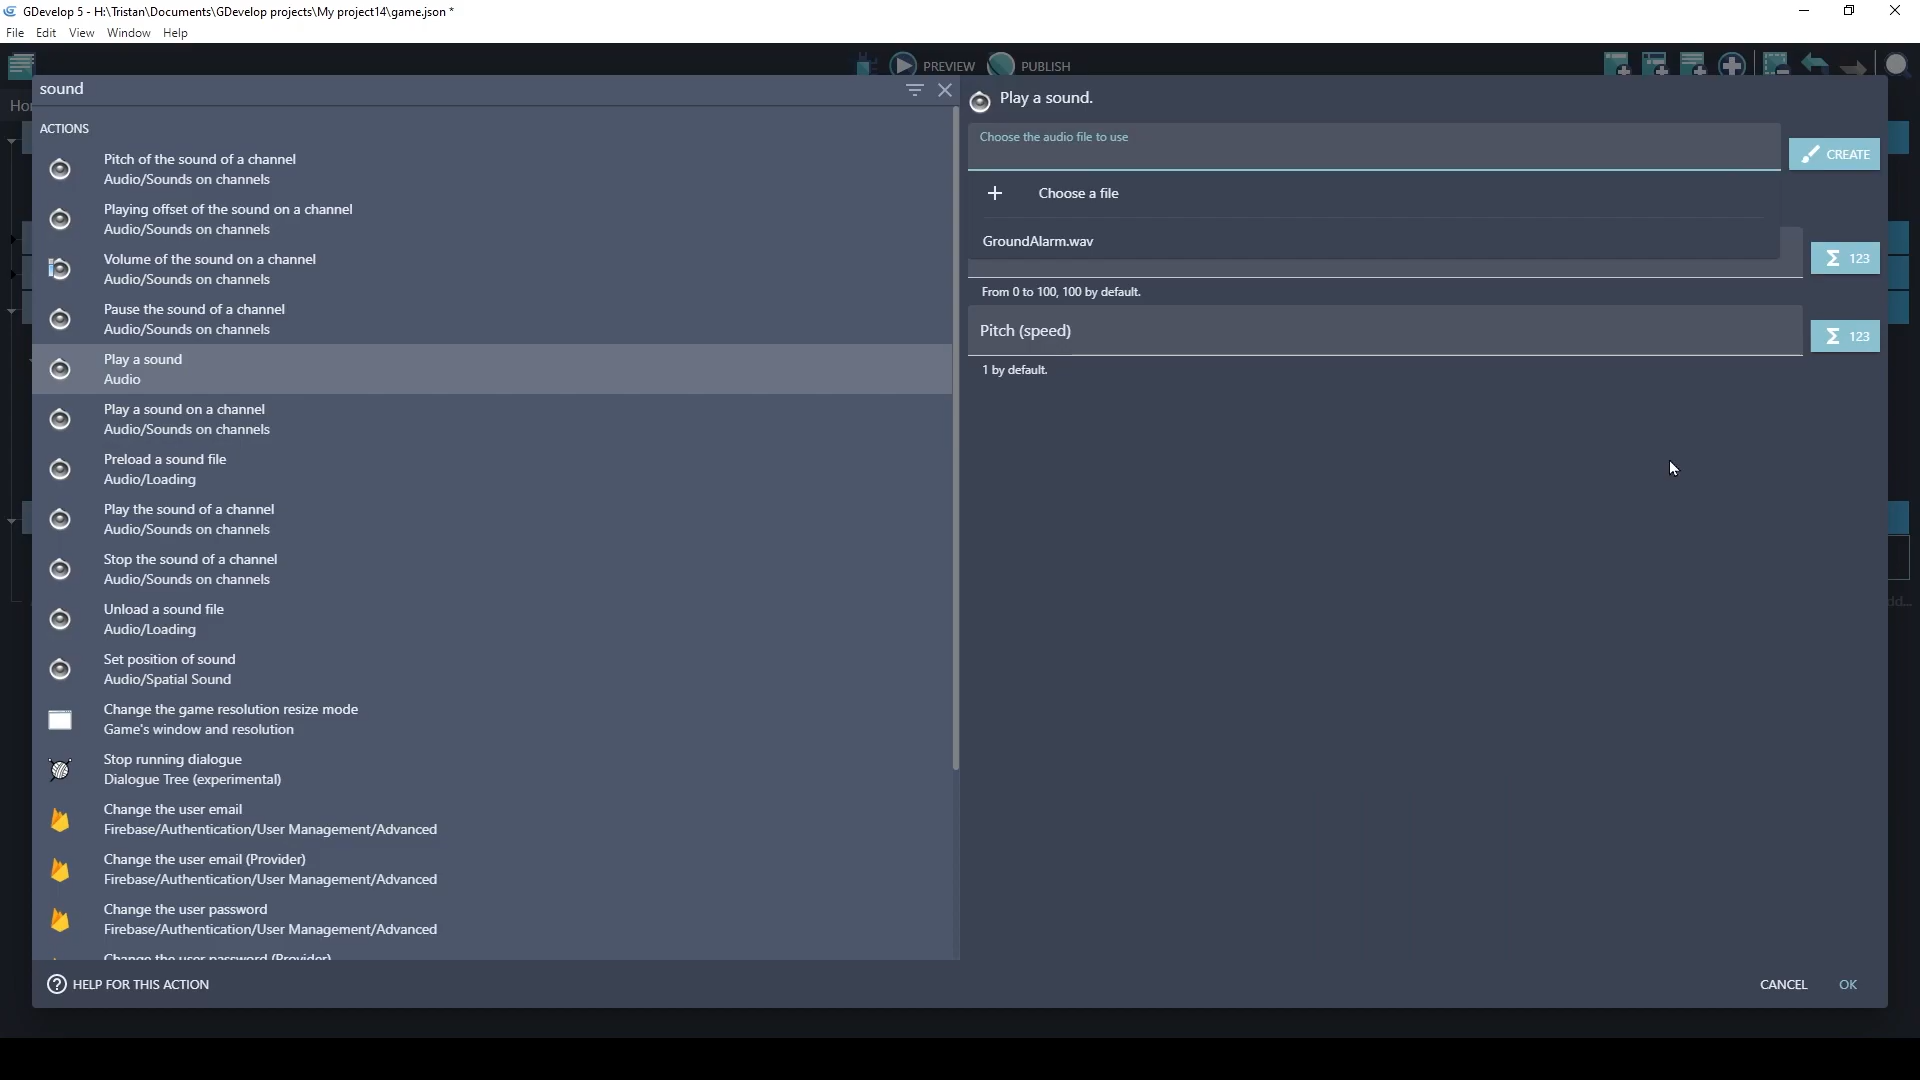 GDevelop 5 - H:\Tristan\Documents\GDevelop projects\My project14\game.json *
File Edit View Window Help
PREVIEW PUBLISH
sound
Play a sound.
ACTIONS
Choose the audio file to use
CREATE
Pitch of the sound of a channel
Audio/Sounds on channels
Choose a file
Playing offset of the sound on a channel
Audio/Sounds on channels
GroundAlarm.wav
Volume of the sound on a channel
Audio/Sounds on channels
Σ 123
From 0 to 100, 100 by default.
Pause the sound of a channel
Audio/Sounds on channels
Pitch (speed)
Σ 123
1 by default.
Play a sound
Audio
Play a sound on a channel
Audio/Sounds on channels
Preload a sound file
Audio/Loading
Play the sound of a channel
Audio/Sounds on channels
Stop the sound of a channel
Audio/Sounds on channels
Unload a sound file
Audio/Loading
Set position of sound
Audio/Spatial Sound
Change the game resolution resize mode
Game's window and resolution
Stop running dialogue
Dialogue Tree (experimental)
Change the user email
Firebase/Authentication/User Management/Advanced
Change the user email (Provider)
Firebase/Authentication/User Management/Advanced
Change the user password
Firebase/Authentication/User Management/Advanced
Change the user password (Provider)
HELP FOR THIS ACTION
CANCEL OK